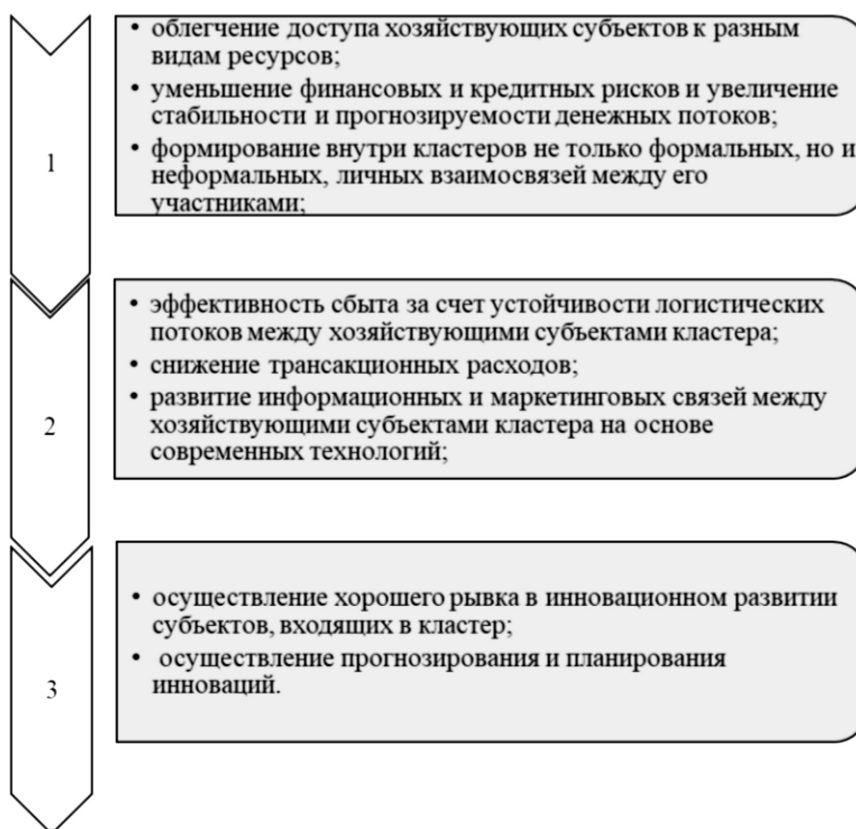 • облегчение доступа хозяйствующих субъектов к разным
видам ресурсов;
• уменьшение финансовых и кредитных рисков и увеличение
стабильности и прогнозируемости денежных потоков;
1
• формирование внутри кластеров не только формальных, но и
неформальных, личных взаимосвязей между его
участниками;
• эффективность сбыта за счет устойчивости логистических
потоков между хозяйствующими субъектами кластера;
• снижение трансакционных расходов;
2
• развитие информационных и маркетинговых связей между
хозяйствующими субъектами кластера на основе
современных технологий;
• осуществление хорошего рывка в инновационном развитии
субъектов, входящих в кластер;
3
• осуществление прогнозирования и планирования
инноваций.